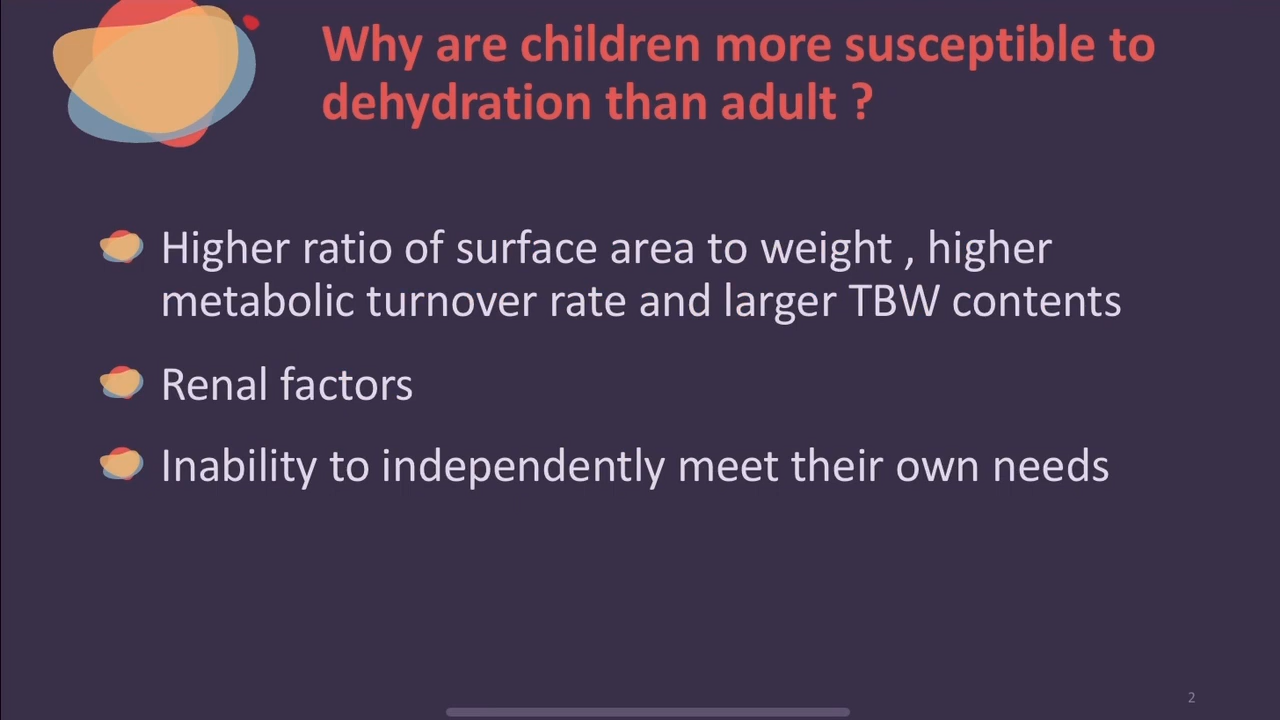 Why are children more susceptible to
dehydration than adult ?
Higher ratio of surface area to weight , higher
metabolic turnover rate and larger TBW contents
Renal factors
Inability to independently meet their own needs
2